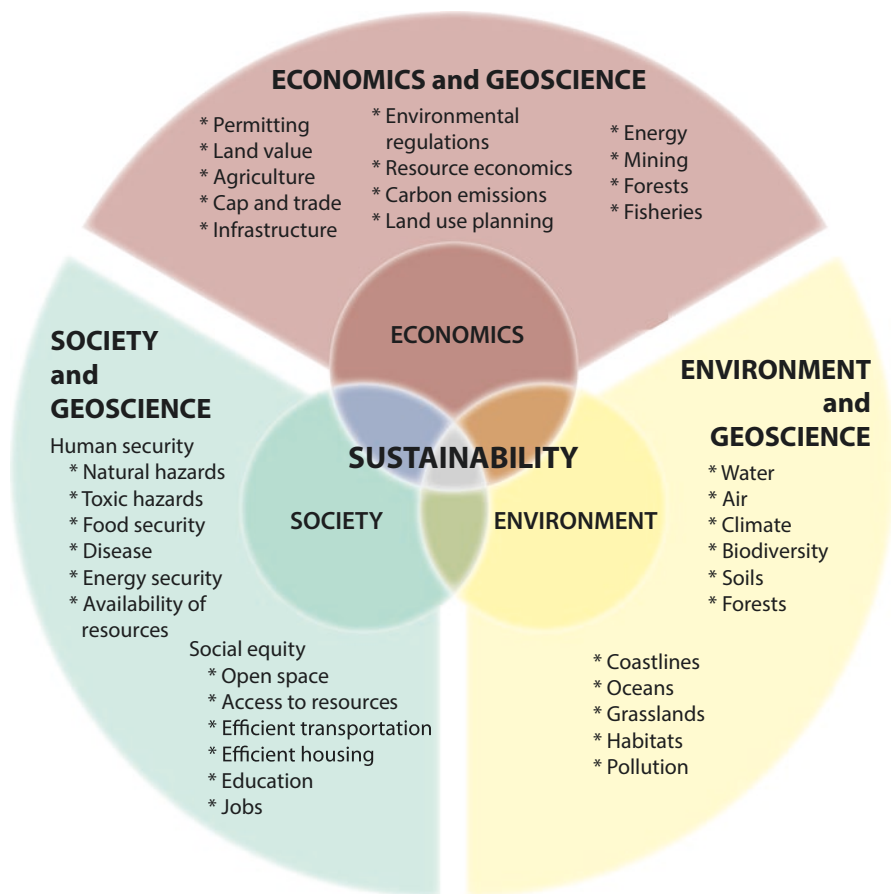 ECONOMICS and GEOSCIENCE
* Permitting
* Land value
* Agriculture
* Cap and trade
* Infrastructure
* Environmental
regulations
* Resource economics
* Carbon emissions
* Land use planning
* Energy
* Mining
* Forests
* Fisheries
ECONOMICS
SOCIETY
and
GEOSCIENCE
Human security
* Natural hazards
* Toxic hazards
* Food security
* Disease
* Energy security
* Availability of
resources
Social equity
* Open space
* Access to resources
* Efficient transportation
* Efficient housing
* Education
* Jobs
SUSTAINABILITY
SOCIETY
ENVIRONMENT
ENVIRONMENT
and
GEOSCIENCE
* Water
* Air
* Climate
* Biodiversity
* Soils
* Forests
* Coastlines
* Oceans
* Grasslands
* Habitats
* Pollution